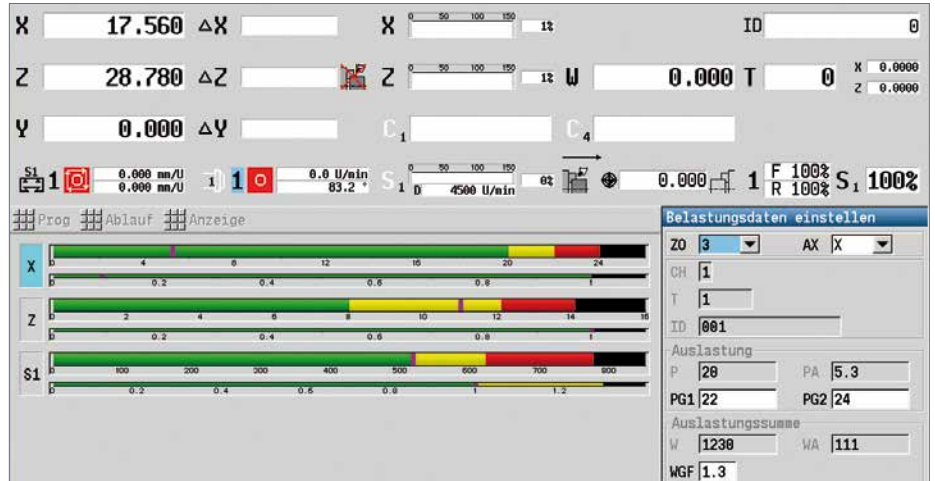 X 17.560 ΔX X 0 50 100 150 1% ID 0
Z 28.780 ΔZ Z 0 50 100 150 1% W 0.000 T 0 X 0.0000
Z 0.0000
Y 0.000 ΔY C1 C4
S1 1 0.000 mm/U 1 1 0.0 U/min S1 0 50 100 150 0% 0.000 1 F 100% S1 100%
0.000 mm/U 83.2 ° D 4500 U/min R 100%
Prog Ablauf Anzeige Belastungsdaten einstellen
ZO 3 AX X
X
0 4 8 12 16 20 24
0 0.2 0.4 0.6 0.8 1
CH 1
T 1
Z
0 2 4 6 8 10 12 14 16
0 0.2 0.4 0.6 0.8 1
ID 001
Auslastung
S1
0 100 200 300 400 500 600 700 800
0 0.2 0.4 0.6 0.8 1 1.2
P 20 PA 5.3
PG1 22 PG2 24
Auslastungssumme
W 1230 WA 111
WGF 1.3